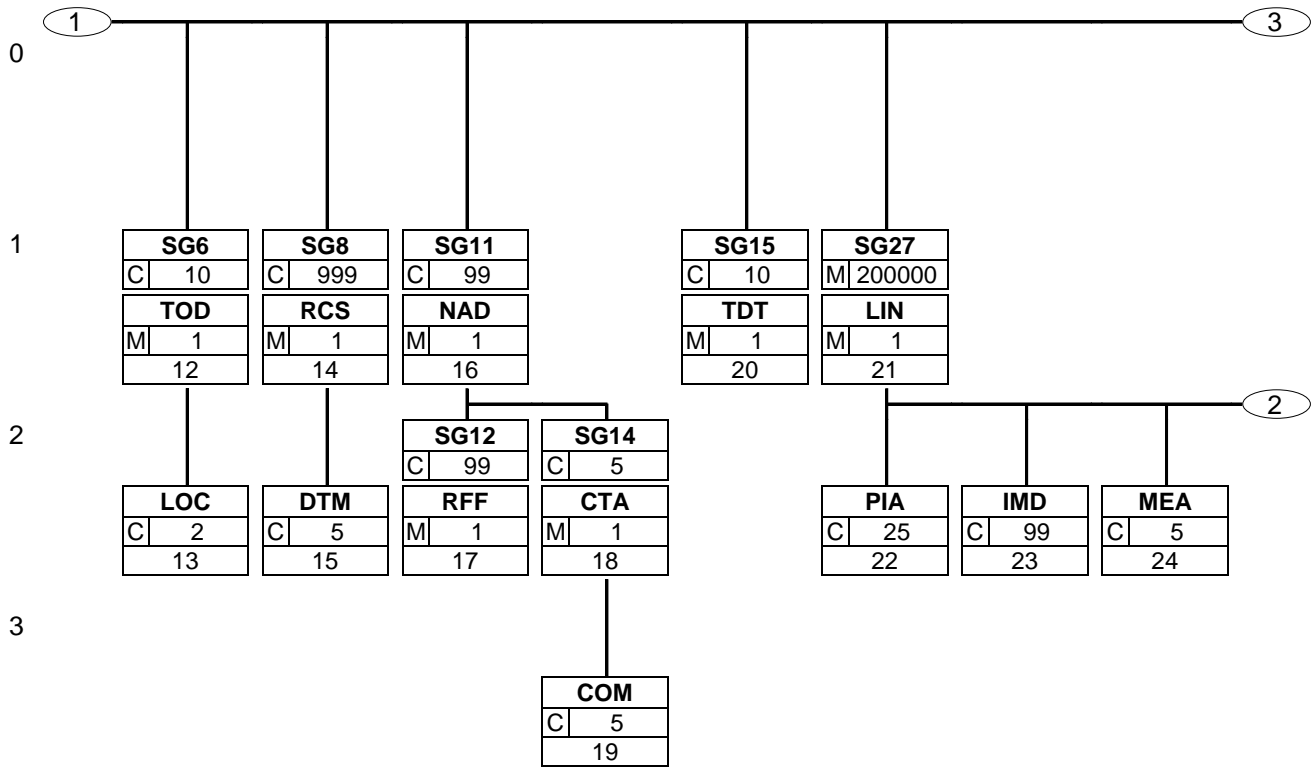 1 3
0
1
SG6 SG8 SG11 SG15 SG27
C 10 C 999 C 99 C 10 M 200000
TOD RCS NAD TDT LIN
M 1 M 1 M 1 M 1 M 1
12 14 16 20 21
2
2
SG12 SG14
C 99 C 5
LOC DTM RFF CTA PIA IMD MEA
C 2 C 5 M 1 M 1 C 25 C 99 C 5
13 15 17 18 22 23 24
3
COM
C 5
19